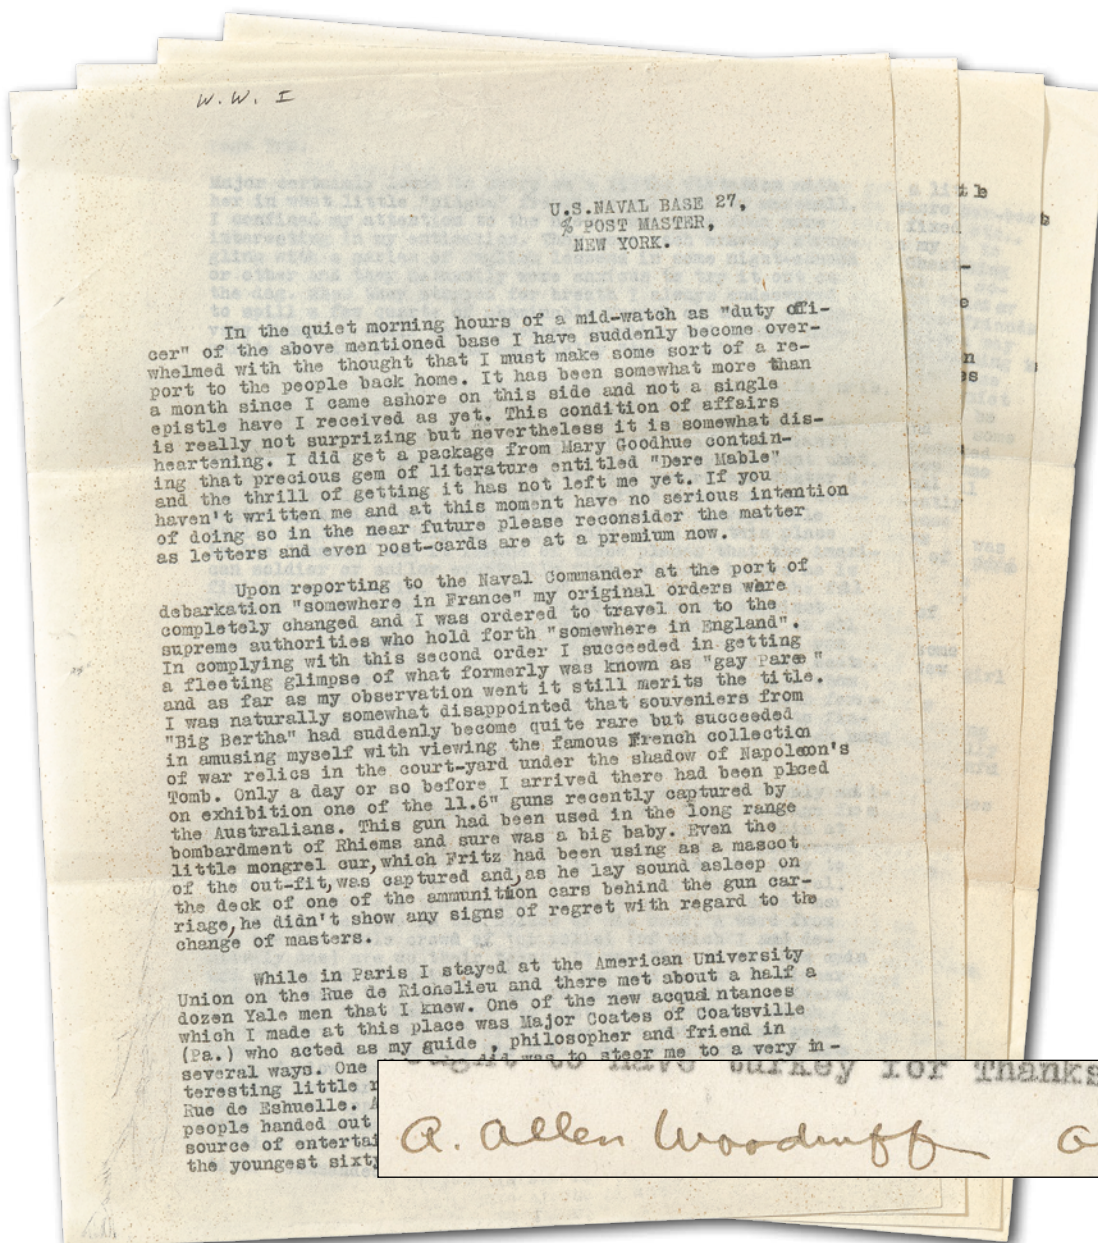 W. W. I
U.S.NAVAL BASE 27,
% POST MASTER,
NEW YORK.
In the quiet morning hours of a mid-watch as "duty offi-
cer" of the above mentioned base I have suddenly become over-
whelmed with the thought that I must make some sort of a re-
port to the people back home. It has been somewhat more than
a month since I came ashore on this side and not a single
epistle have I received as yet. This condition of affairs
is really not surprizing but nevertheless it is somewhat dis-
heartening. I did get a package from Mary Goodhue contain-
ing that precious gem of literature entitled "Dere Mable"
and the thrill of getting it has not left me yet. If you
haven't written me and at this moment have no serious intention
of doing so in the near future please reconsider the matter
as letters and even post-cards are at a premium now.
Upon reporting to the Naval Commander at the port of
debarkation "somewhere in France" my original orders were
completely changed and I was ordered to travel on to the
supreme authorities who hold forth "somewhere in England".
In complying with this second order I succeeded in getting
a fleeting glimpse of what formerly was known as "gay Paree"
and as far as my observation went it still merits the title.
I was naturally somewhat disappointed that souveniers from
"Big Bertha" had suddenly become quite rare but succeeded
in amusing myself with viewing the famous French collection
of war relics in the court-yard under the shadow of Napoleon's
Tomb. Only a day or so before I arrived there had been placed
on exhibition one of the 11.6" guns recently captured by
the Australians. This gun had been used in the long range
bombardment of Rhiems and sure was a big baby. Even the
little mongrel cur,which Fritz had been using as a mascot
of the out-fit,was captured and,as he lay sound asleep on
the deck of one of the ammunition cars behind the gun car-
riage,he didn't show any signs of regret with regard to the
change of masters.
While in Paris I stayed at the American University
Union on the Rue de Richelieu and there met about a half a
dozen Yale men that I knew. One of the new acquaintances
which I made at this place was Major Coates of Coatsville
(Pa.) who acted as my guide , philosopher and friend in
several ways. One did was to steer me to a very in-
teresting little
Rue de Eshuelle.
people handed out
source of
the youngest
to have turkey for Thanks
A. Allen Woodruff